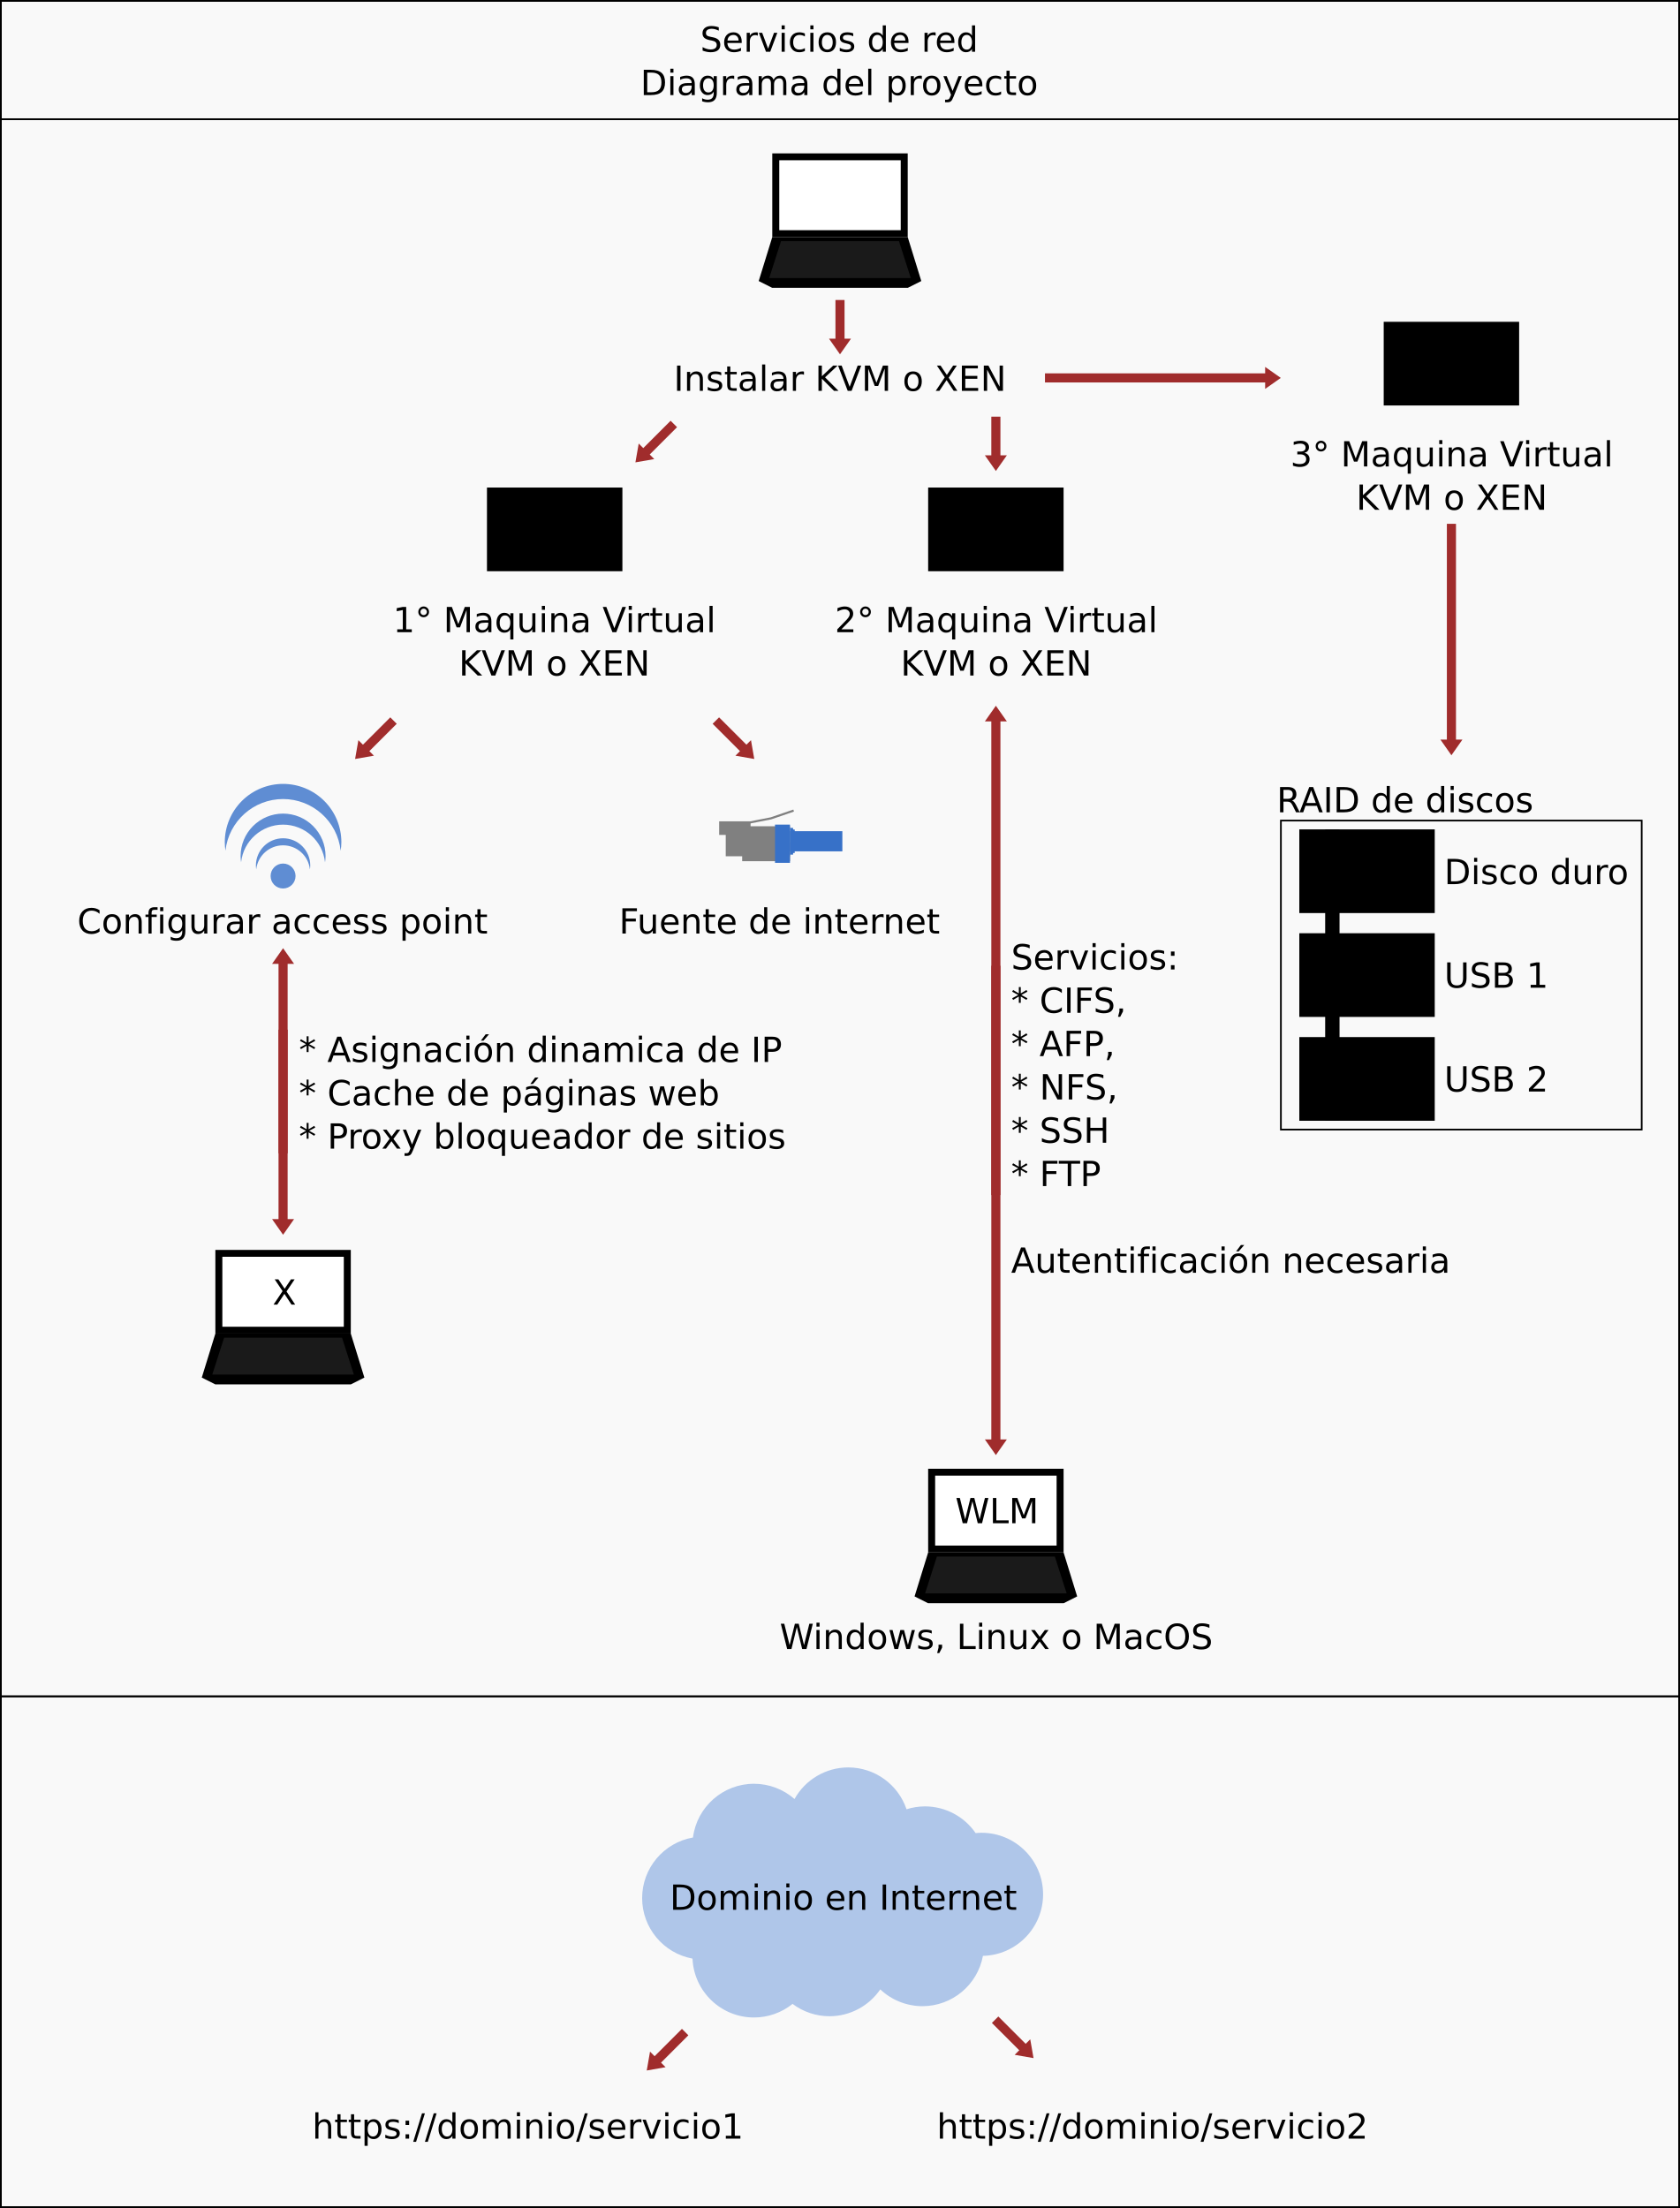 Servicios de red
Diagrama del proyecto
Instalar KVM o XEN
3° Maquina Virtual
KVM o XEN
1° Maquina Virtual
KVM o XEN
2° Maquina Virtual
KVM o XEN
RAID de discos
Disco duro
USB 1
USB 2
Configurar access point
Fuente de internet
Servicios:
* CIFS,
* AFP,
* NFS,
* SSH
* FTP
Autentificación necesaria
* Asignación dinamica de IP
* Cache de páginas web
* Proxy bloqueador de sitios
X
WLM
Windows, Linux o MacOS
Dominio en Internet
https://dominio/servicio1
https://dominio/servicio2